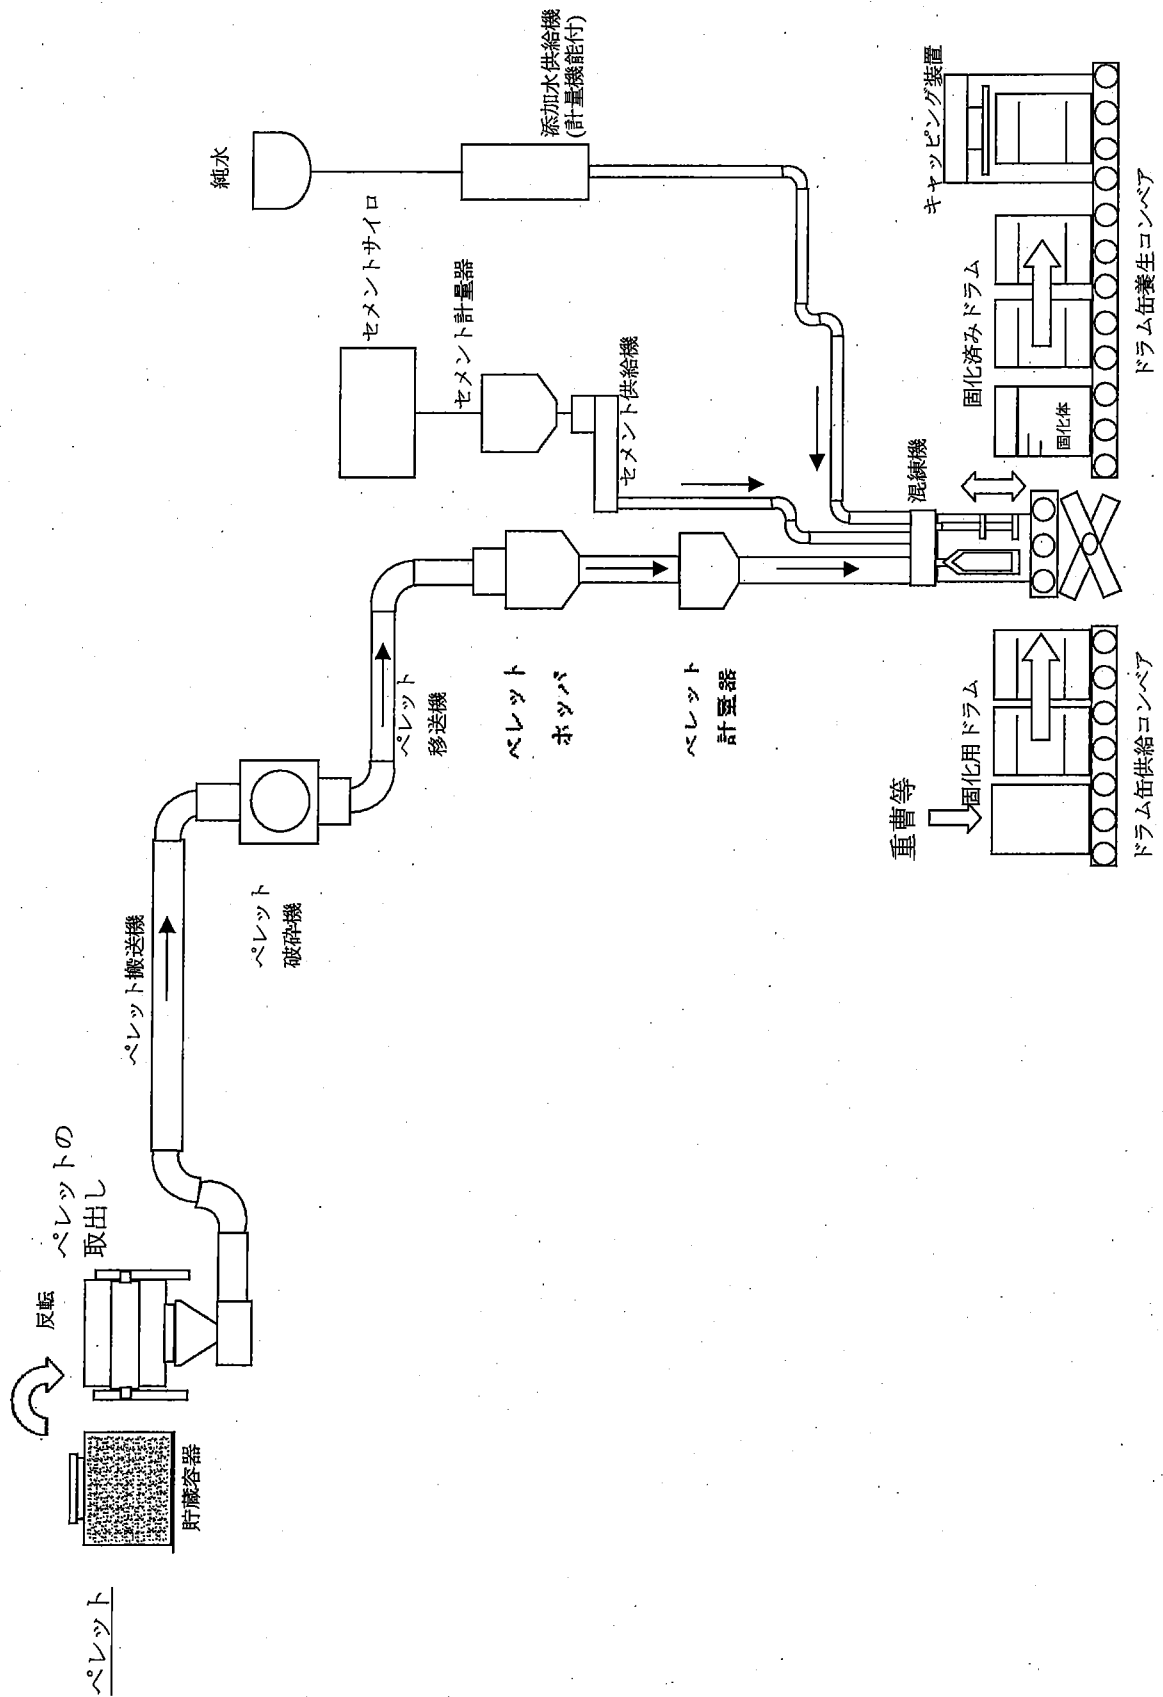 ペレット
貯蔵容器
反転
ペレットの
取出し
ペレット搬送機
ペレット
破砕機
ペレット
移送機
ペレット
ホッパ
ペレット
計量器
セメントサイロ
セメント計量器
セメント供給機
純水
添加水供給機
(計量機能付)
混練機
重曹等
固化用ドラム
ドラム缶供給コンベア
固化済みドラム
固化体
キャッピング装置
ドラム缶養生コンベア